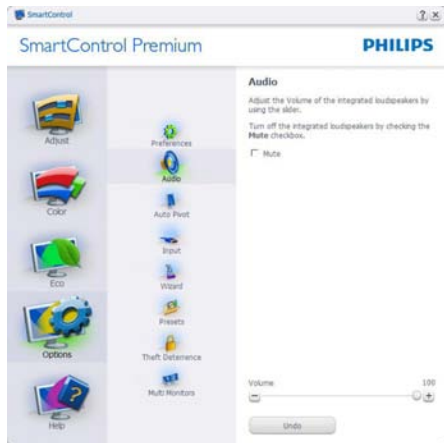 SmartControl
SmartControl Premium
PHILIPS
Adjust
Color
Eco
Options
Help
Preferences
Audio
Auto Pivot
Input
Wizard
Presets
Theft Deterrence
Multi Monitors
Audio
Adjust the Volume of the integrated loudspeakers by
using the slider.
Turn off the integrated loudspeakers by checking the
Mute checkbox.
Mute
Volume 100
Undo